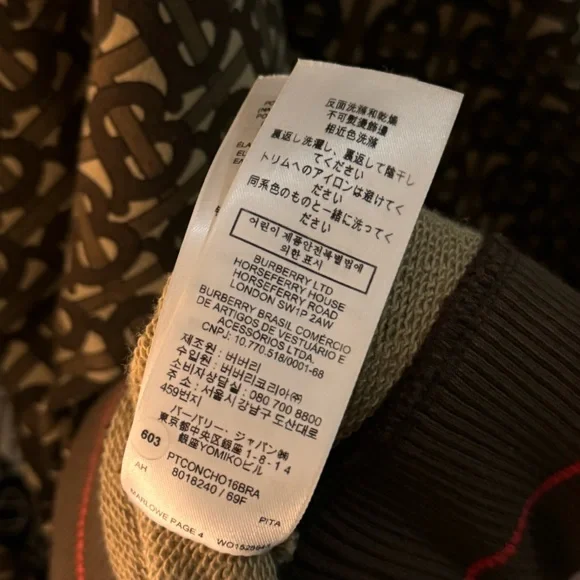 反面洗滌和乾燥
不可熨燙飾邊
相近色洗滌
裏返し洗濯し、裏返して陰干し
てください
トリムへのアイロンは避けてく
ださい
同系色のものと一緒に洗ってく
ださい
어린이 제품안전특별법에
의한 표시
BURBERRY LTD
HORSEFERRY HOUSE
HORSEFERRY ROAD
LONDON SW1P 2AW
BURBERRY BRASIL COMERCIO
DE ARTIGOS DE VESTUARIO E
ACESSÓRIOS LTDA.
CNPJ: 10.770.518/0001-68
제조원 : 버버리
수입원 : 버버리코리아㈜
소비자상담실 : 080 700 8800
주 소 : 서울시 강남구 도산대로
459번지
バーバリー・ジャパン㈱
東京都中央区銀座 1-8-14
銀座YOMIKOビル
603
PTCONCHO16BRA
8018240 / 69F
AH
PITA
MARLOWE PAGE 4